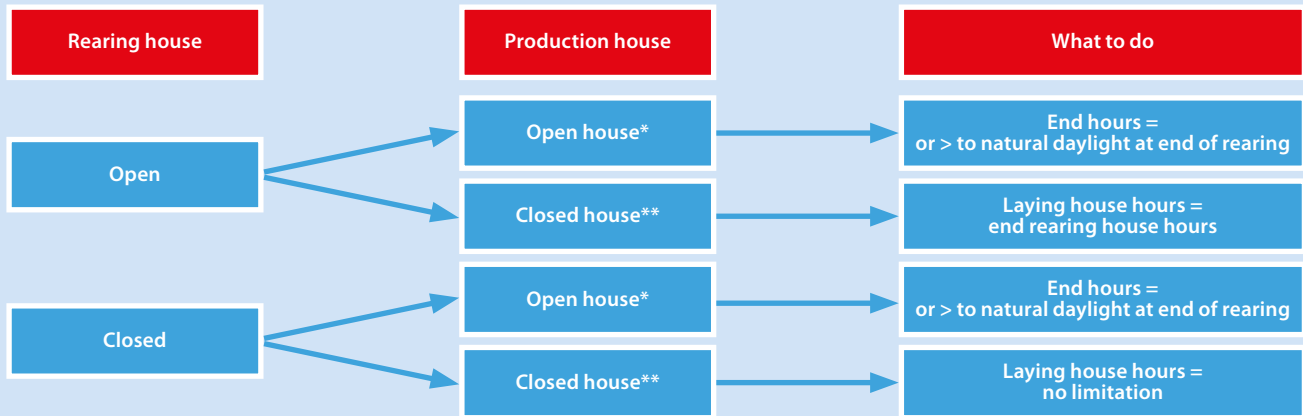 Rearing house
Production house
What to do
Open
Open house*
End hours =
or > to natural daylight at end of rearing
Closed house**
Laying house hours =
end rearing house hours
Closed
Open house*
End hours =
or > to natural daylight at end of rearing
Closed house**
Laying house hours =
no limitation